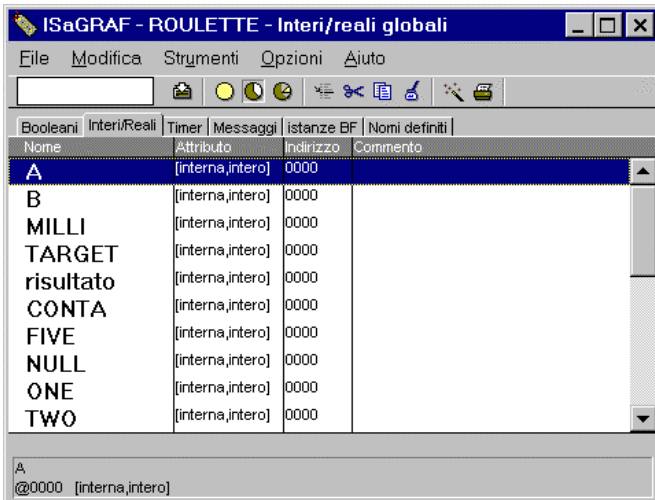 ISaGRAF - ROULETTE - Interi/reali globali
File Modifica Strumenti Opzioni Aiuto
Booleani Interi/Reali Timer Messaggi istanze BF Nomi definiti
Nome Attributo Indirizzo Commento
A [interna,intero] 0000
B [interna,intero] 0000
MILLI [interna,intero] 0000
TARGET [interna,intero] 0000
risultato [interna,intero] 0000
CONTA [interna,intero] 0000
FIVE [interna,intero] 0000
NULL [interna,intero] 0000
ONE [interna,intero] 0000
TWO [interna,intero] 0000
A
@0000 [interna,intero]